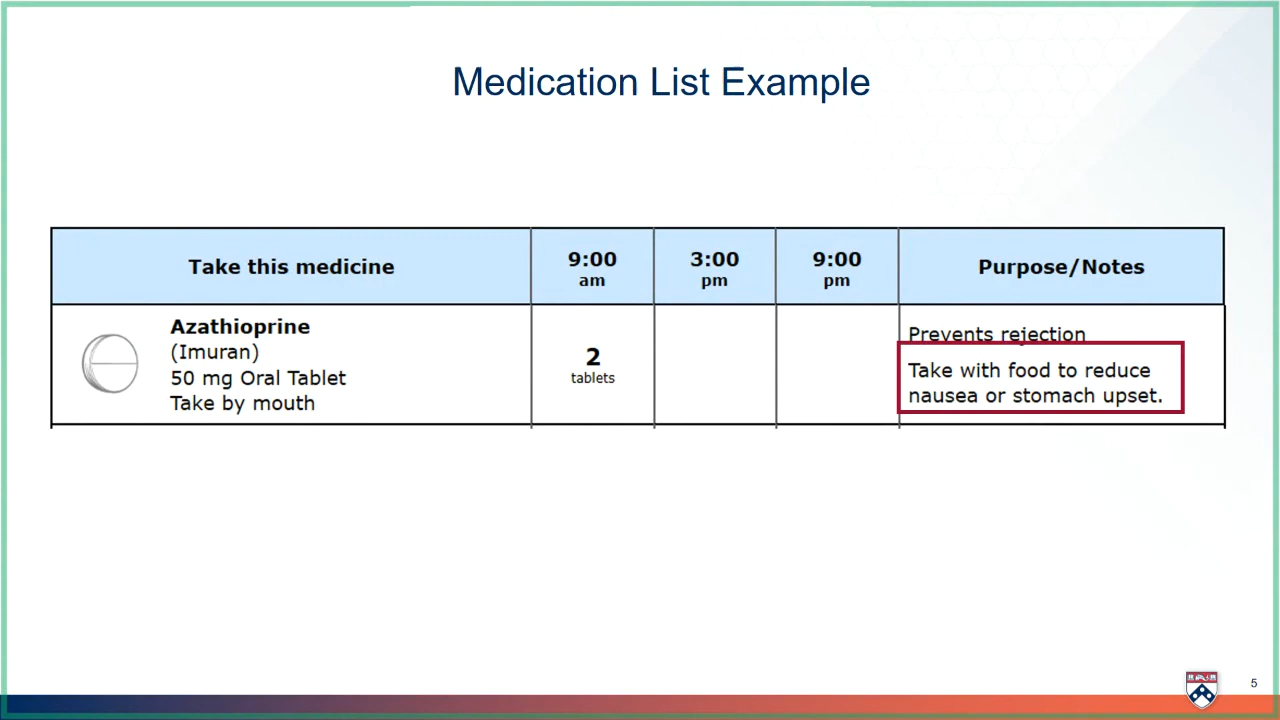 Medication List Example
Take this medicine
9:00
am
3:00
pm
9:00
pm
Purpose/Notes
Azathioprine
(Imuran)
50 mg Oral Tablet
Take by mouth
2
tablets
Prevents rejection
Take with food to reduce
nausea or stomach upset.
5